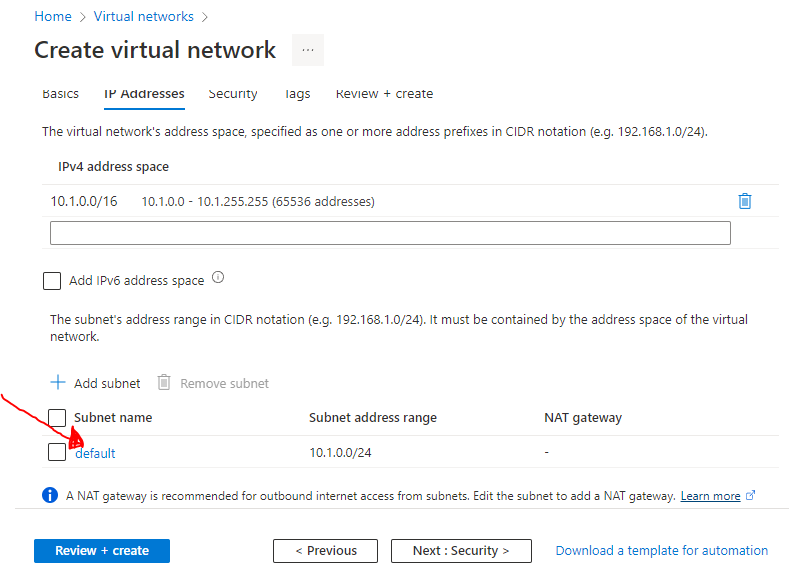 Home > Virtual networks >
Create virtual network ...
Basics IP Addresses Security Tags Review + create
The virtual network's address space, specified as one or more address prefixes in CIDR notation (e.g. 192.168.1.0/24).
IPv4 address space
10.1.0.0/16 10.1.0.0 - 10.1.255.255 (65536 addresses)
Add IPv6 address space
The subnet's address range in CIDR notation (e.g. 192.168.1.0/24). It must be contained by the address space of the virtual
network.
+ Add subnet Remove subnet
Subnet name Subnet address range NAT gateway
default 10.1.0.0/24 -
A NAT gateway is recommended for outbound internet access from subnets. Edit the subnet to add a NAT gateway. Learn more
Review + create < Previous Next : Security > Download a template for automation